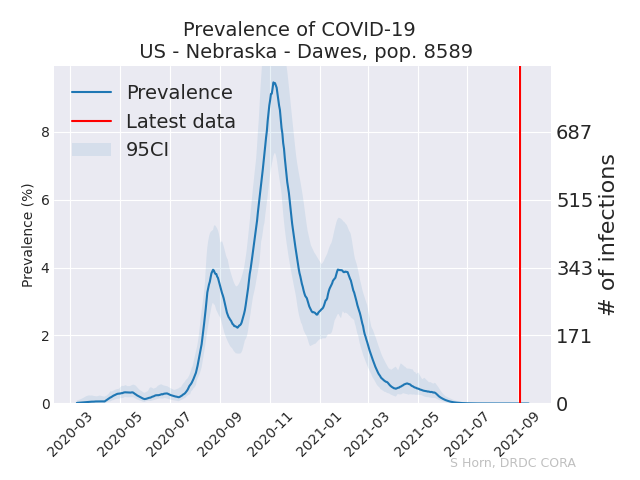 Prevalence of COVID-19
US - Nebraska - Dawes, pop. 8589
Prevalence
Latest data
95CI
Prevalence (%)
8
6
4
2
0
687
515
343
171
0
# of infections
2020-03
2020-05
2020-07
2020-09
2020-11
2021-01
2021-03
2021-05
2021-07
2021-09
S Horn, DRDC CORA